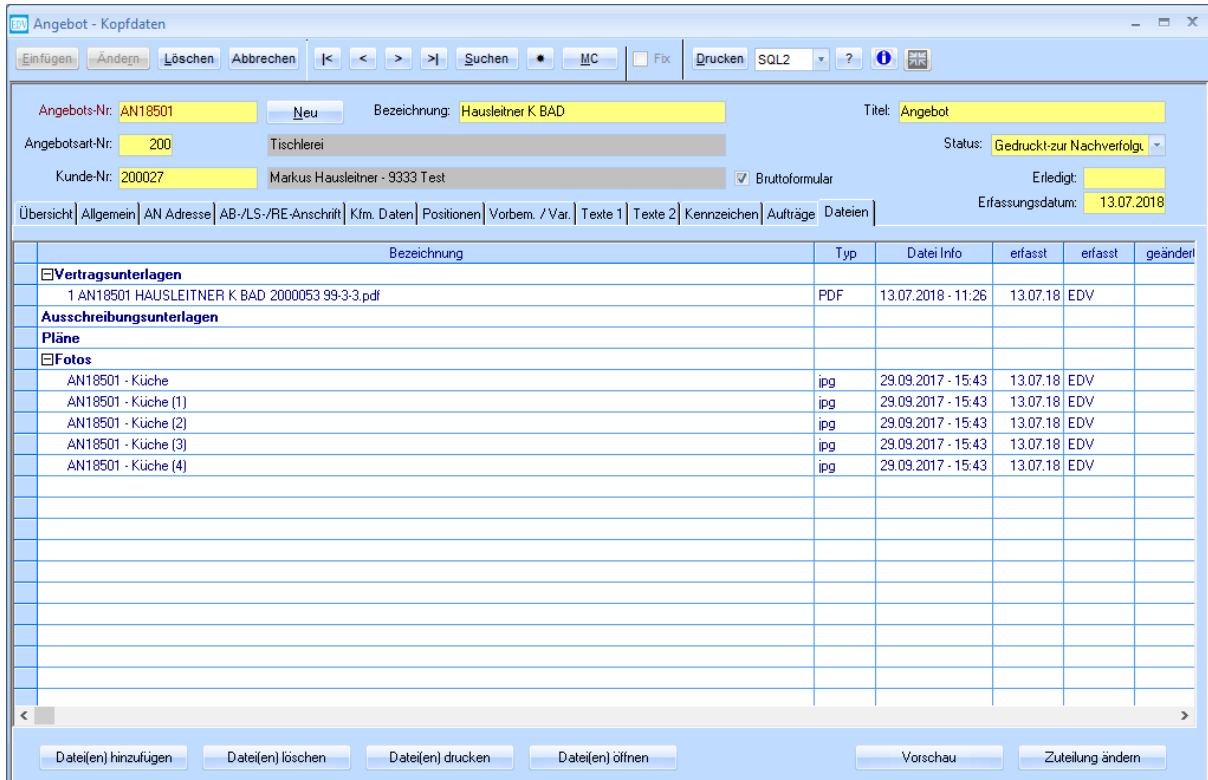 EDV Angebot - Kopfdaten
Einfügen Ändern Löschen Abbrechen |< < > >| Suchen * MC Fix Drucken SQL2 ? i
Angebots-Nr: AN18501 Neu Bezeichnung: Hausleitner K BAD Titel: Angebot
Angebotsart-Nr: 200 Tischlerei Status: Gedruckt-zur Nachverfolgu
Kunde-Nr: 200027 Markus Hausleitner - 9333 Test Bruttoformular Erledigt:
Erfassungsdatum: 13.07.2018
Übersicht Allgemein AN Adresse AB-/LS-/RE-Anschrift Kfm. Daten Positionen Vorbem. / Var. Texte 1 Texte 2 Kennzeichen Aufträge Dateien
Bezeichnung Typ Datei Info erfasst erfasst geändert
Vertragsunterlagen
1 AN18501 HAUSLEITNER K BAD 2000053 99-3-3.pdf PDF 13.07.2018 - 11:26 13.07.18 EDV
Ausschreibungsunterlagen
Pläne
Fotos
AN18501 - Küche jpg 29.09.2017 - 15:43 13.07.18 EDV
AN18501 - Küche (1) jpg 29.09.2017 - 15:43 13.07.18 EDV
AN18501 - Küche (2) jpg 29.09.2017 - 15:43 13.07.18 EDV
AN18501 - Küche (3) jpg 29.09.2017 - 15:43 13.07.18 EDV
AN18501 - Küche (4) jpg 29.09.2017 - 15:43 13.07.18 EDV
Datei(en) hinzufügen Datei(en) löschen Datei(en) drucken Datei(en) öffnen Vorschau Zuteilung ändern